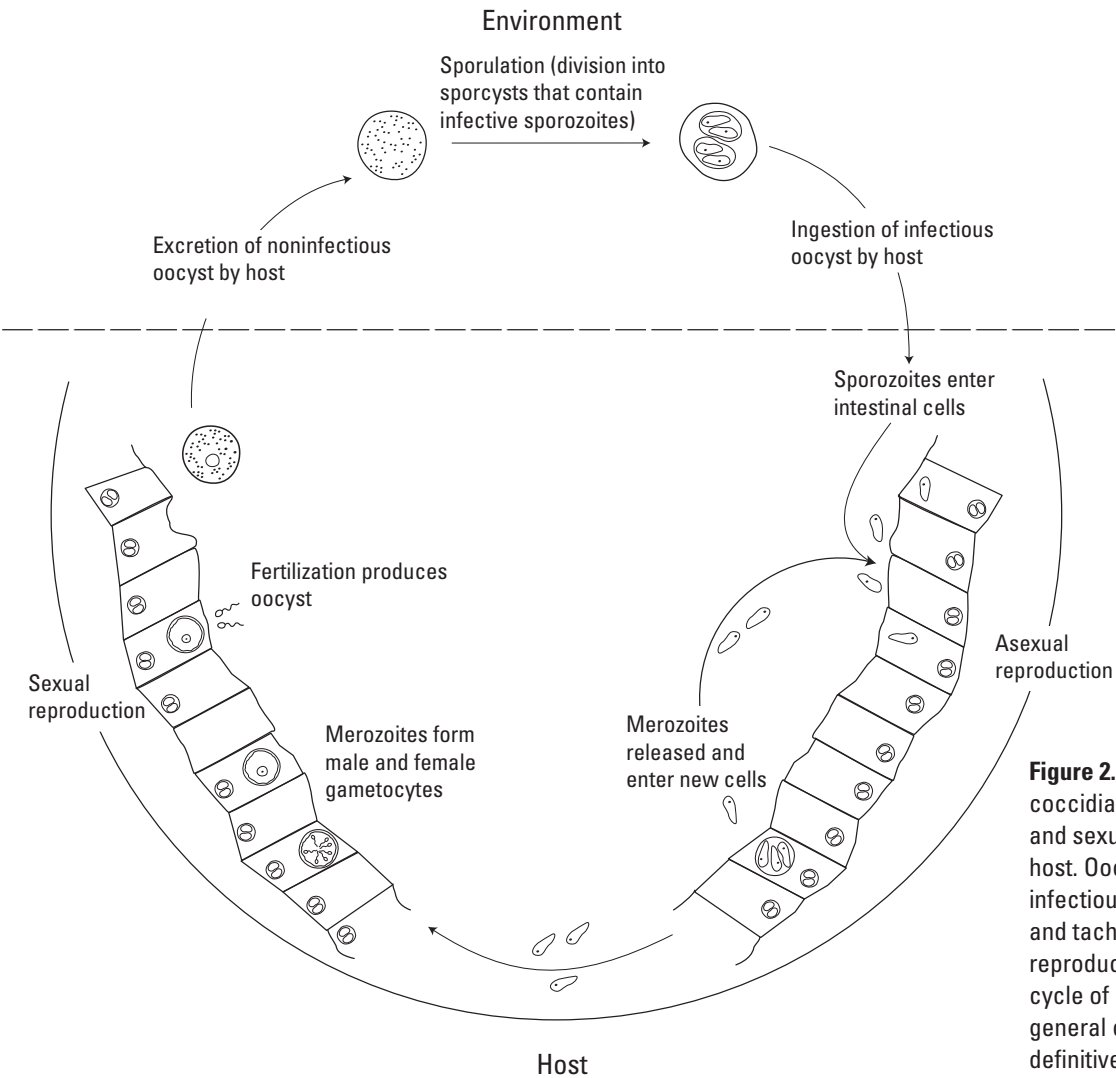 Environment
Sporulation (division into
sporcysts that contain
infective sporozoites)
Excretion of noninfectious
oocyst by host
Ingestion of infectious
oocyst by host
Sporozoites enter
intestinal cells
Fertilization produces
oocyst
Sexual
reproduction
Merozoites form
male and female
gametocytes
Merozoites
released and
enter new cells
Asexual
reproduction
Host
Figure 2.
coccidia
and sexu
host. Ooc
infectiou
and tach
reproduc
cycle of
general c
definitive